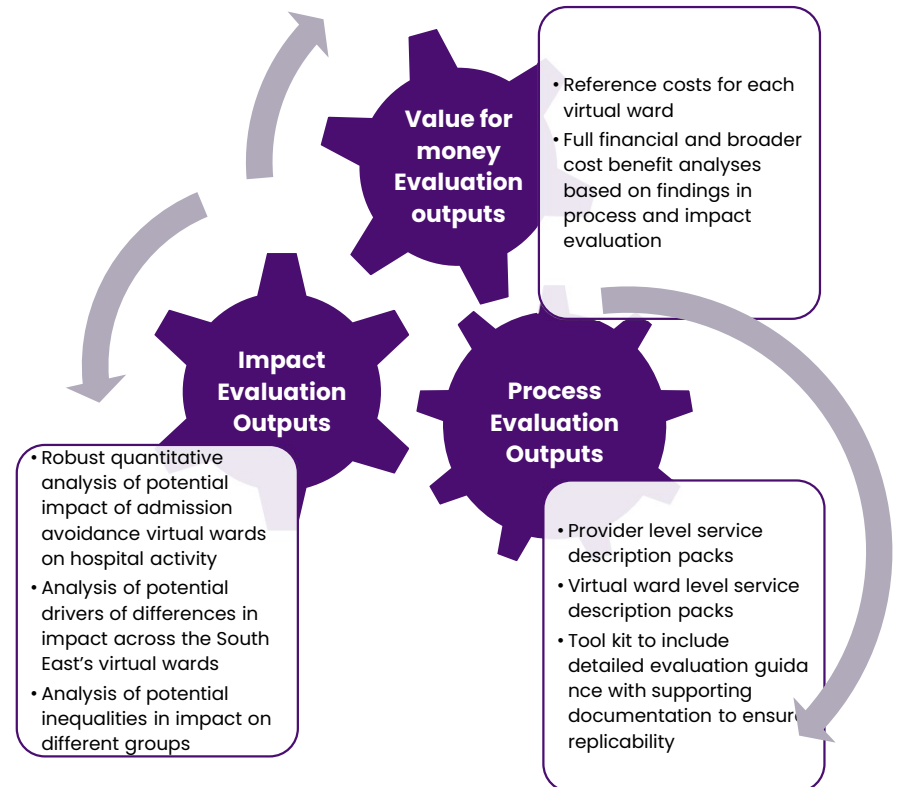 Value for
money
Evaluation
outputs
• Reference costs for each
virtual ward
• Full financial and broader
cost benefit analyses
based on findings in
process and impact
evaluation
Impact
Evaluation
Outputs
• Robust quantitative
analysis of potential
impact of admission
avoidance virtual wards
on hospital activity
• Analysis of potential
drivers of differences in
impact across the South
East's virtual wards
• Analysis of potential
inequalities in impact on
different groups
Process
Evaluation
Outputs
• Provider level service
description packs
• Virtual ward level service
description packs
• Tool kit to include
detailed evaluation guida
nce with supporting
documentation to ensure
replicability